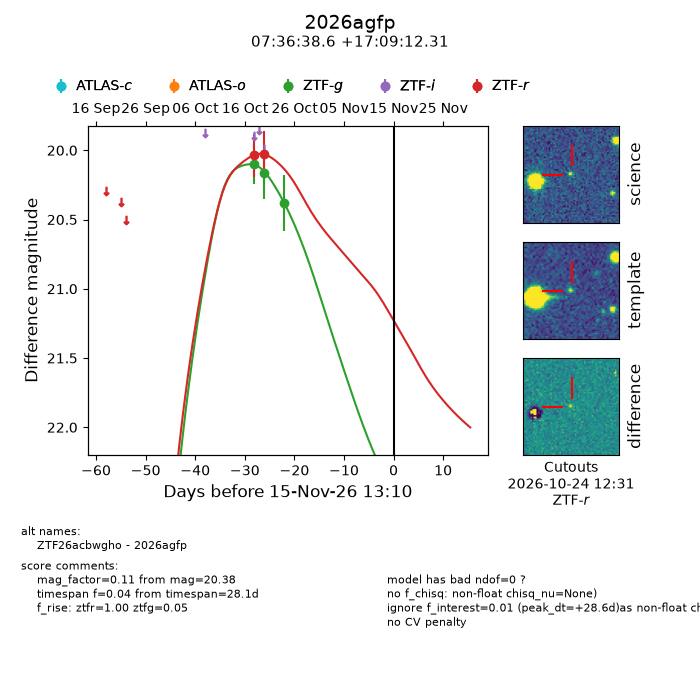 2026agfp
07:36:38.6 +17:09:12.31
ATLAS-c
ATLAS-o
ZTF-g
ZTF-i
ZTF-r
16 Sep 26 Sep 06 Oct 16 Oct 26 Oct 05 Nov 15 Nov 25 Nov
20.0
20.5
21.0
21.5
22.0
Difference magnitude
−60 −50 −40 −30 −20 −10 0 10
Days before 15-Nov-26 13:10
science
template
difference
Cutouts
2026-10-24 12:31
ZTF-r
alt names:
ZTF26acbwgho - 2026agfp
score comments:
mag_factor=0.11 from mag=20.38
timespan f=0.04 from timespan=28.1d
f_rise: ztfr=1.00 ztfg=0.05
model has bad ndof=0 ?
no f_chisq: non-float chisq_nu=None)
ignore f_interest=0.01 (peak_dt=+28.6d)as non-float ch
no CV penalty